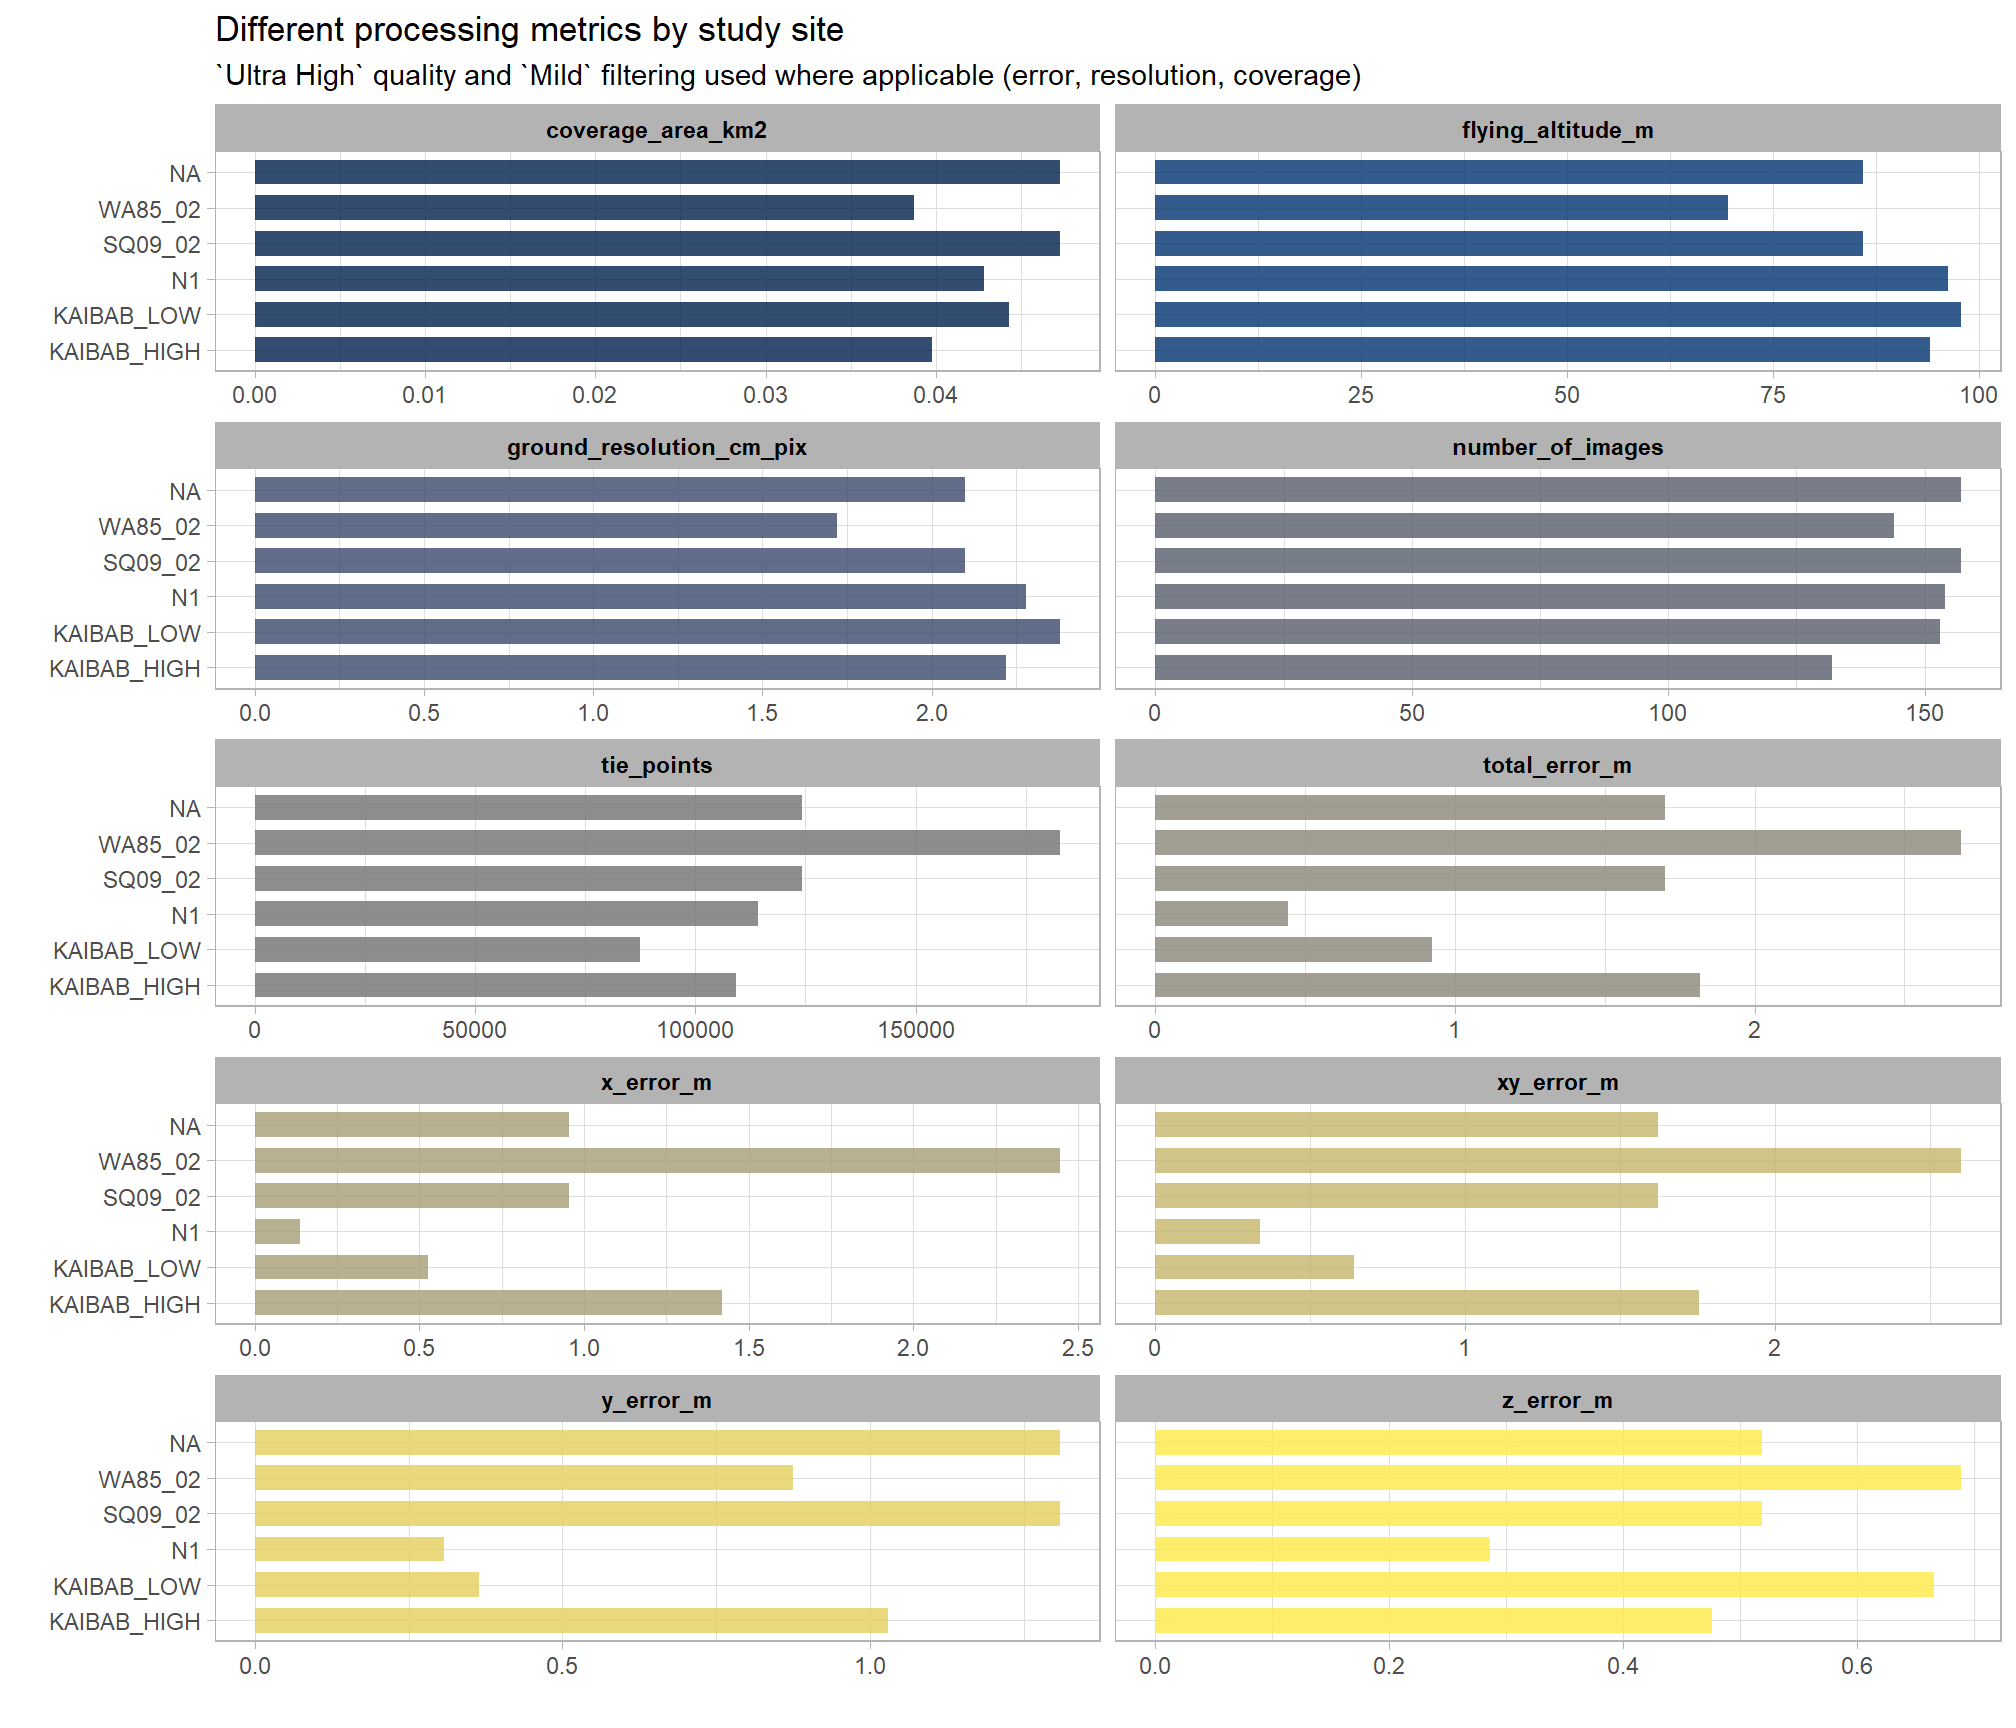 Different processing metrics by study site
`Ultra High` quality and `Mild` filtering used where applicable (error, resolution, coverage)
coverage_area_km2
NA
WA85_02
SQ09_02
N1
KAIBAB_LOW
KAIBAB_HIGH
0.00 0.01 0.02 0.03 0.04
flying_altitude_m
0 25 50 75 100
ground_resolution_cm_pix
NA
WA85_02
SQ09_02
N1
KAIBAB_LOW
KAIBAB_HIGH
0.0 0.5 1.0 1.5 2.0
number_of_images
0 50 100 150
tie_points
NA
WA85_02
SQ09_02
N1
KAIBAB_LOW
KAIBAB_HIGH
0 50000 100000 150000
total_error_m
0 1 2
x_error_m
NA
WA85_02
SQ09_02
N1
KAIBAB_LOW
KAIBAB_HIGH
0.0 0.5 1.0 1.5 2.0 2.5
xy_error_m
0 1 2
y_error_m
NA
WA85_02
SQ09_02
N1
KAIBAB_LOW
KAIBAB_HIGH
0.0 0.5 1.0
z_error_m
0.0 0.2 0.4 0.6